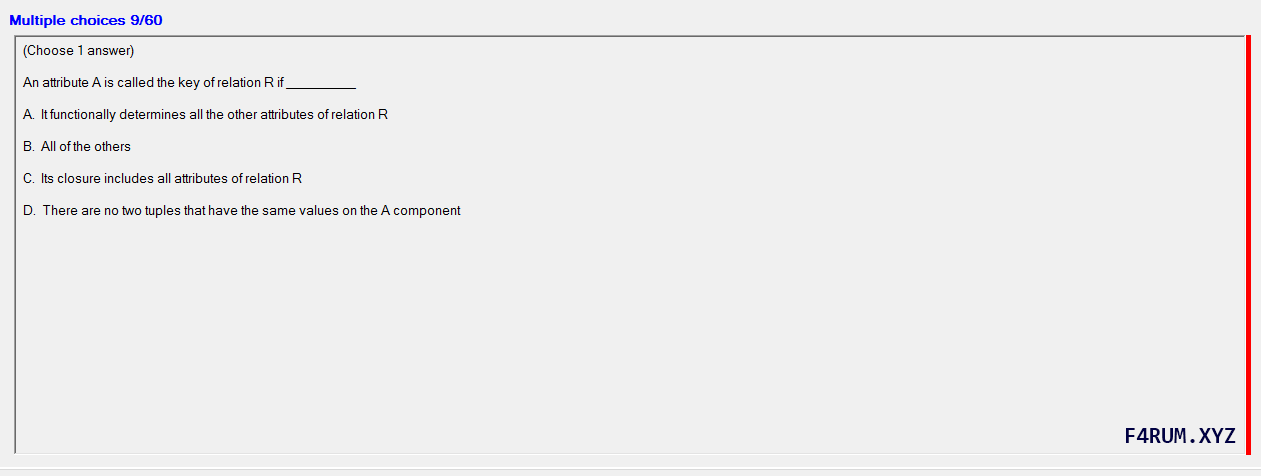 Multiple choices 9/60
(Choose 1 answer)
An attribute A is called the key of relation R if __________
A. It functionally determines all the other attributes of relation R
B. All of the others
C. Its closure includes all attributes of relation R
D. There are no two tuples that have the same values on the A component
F4RUM.XYZ